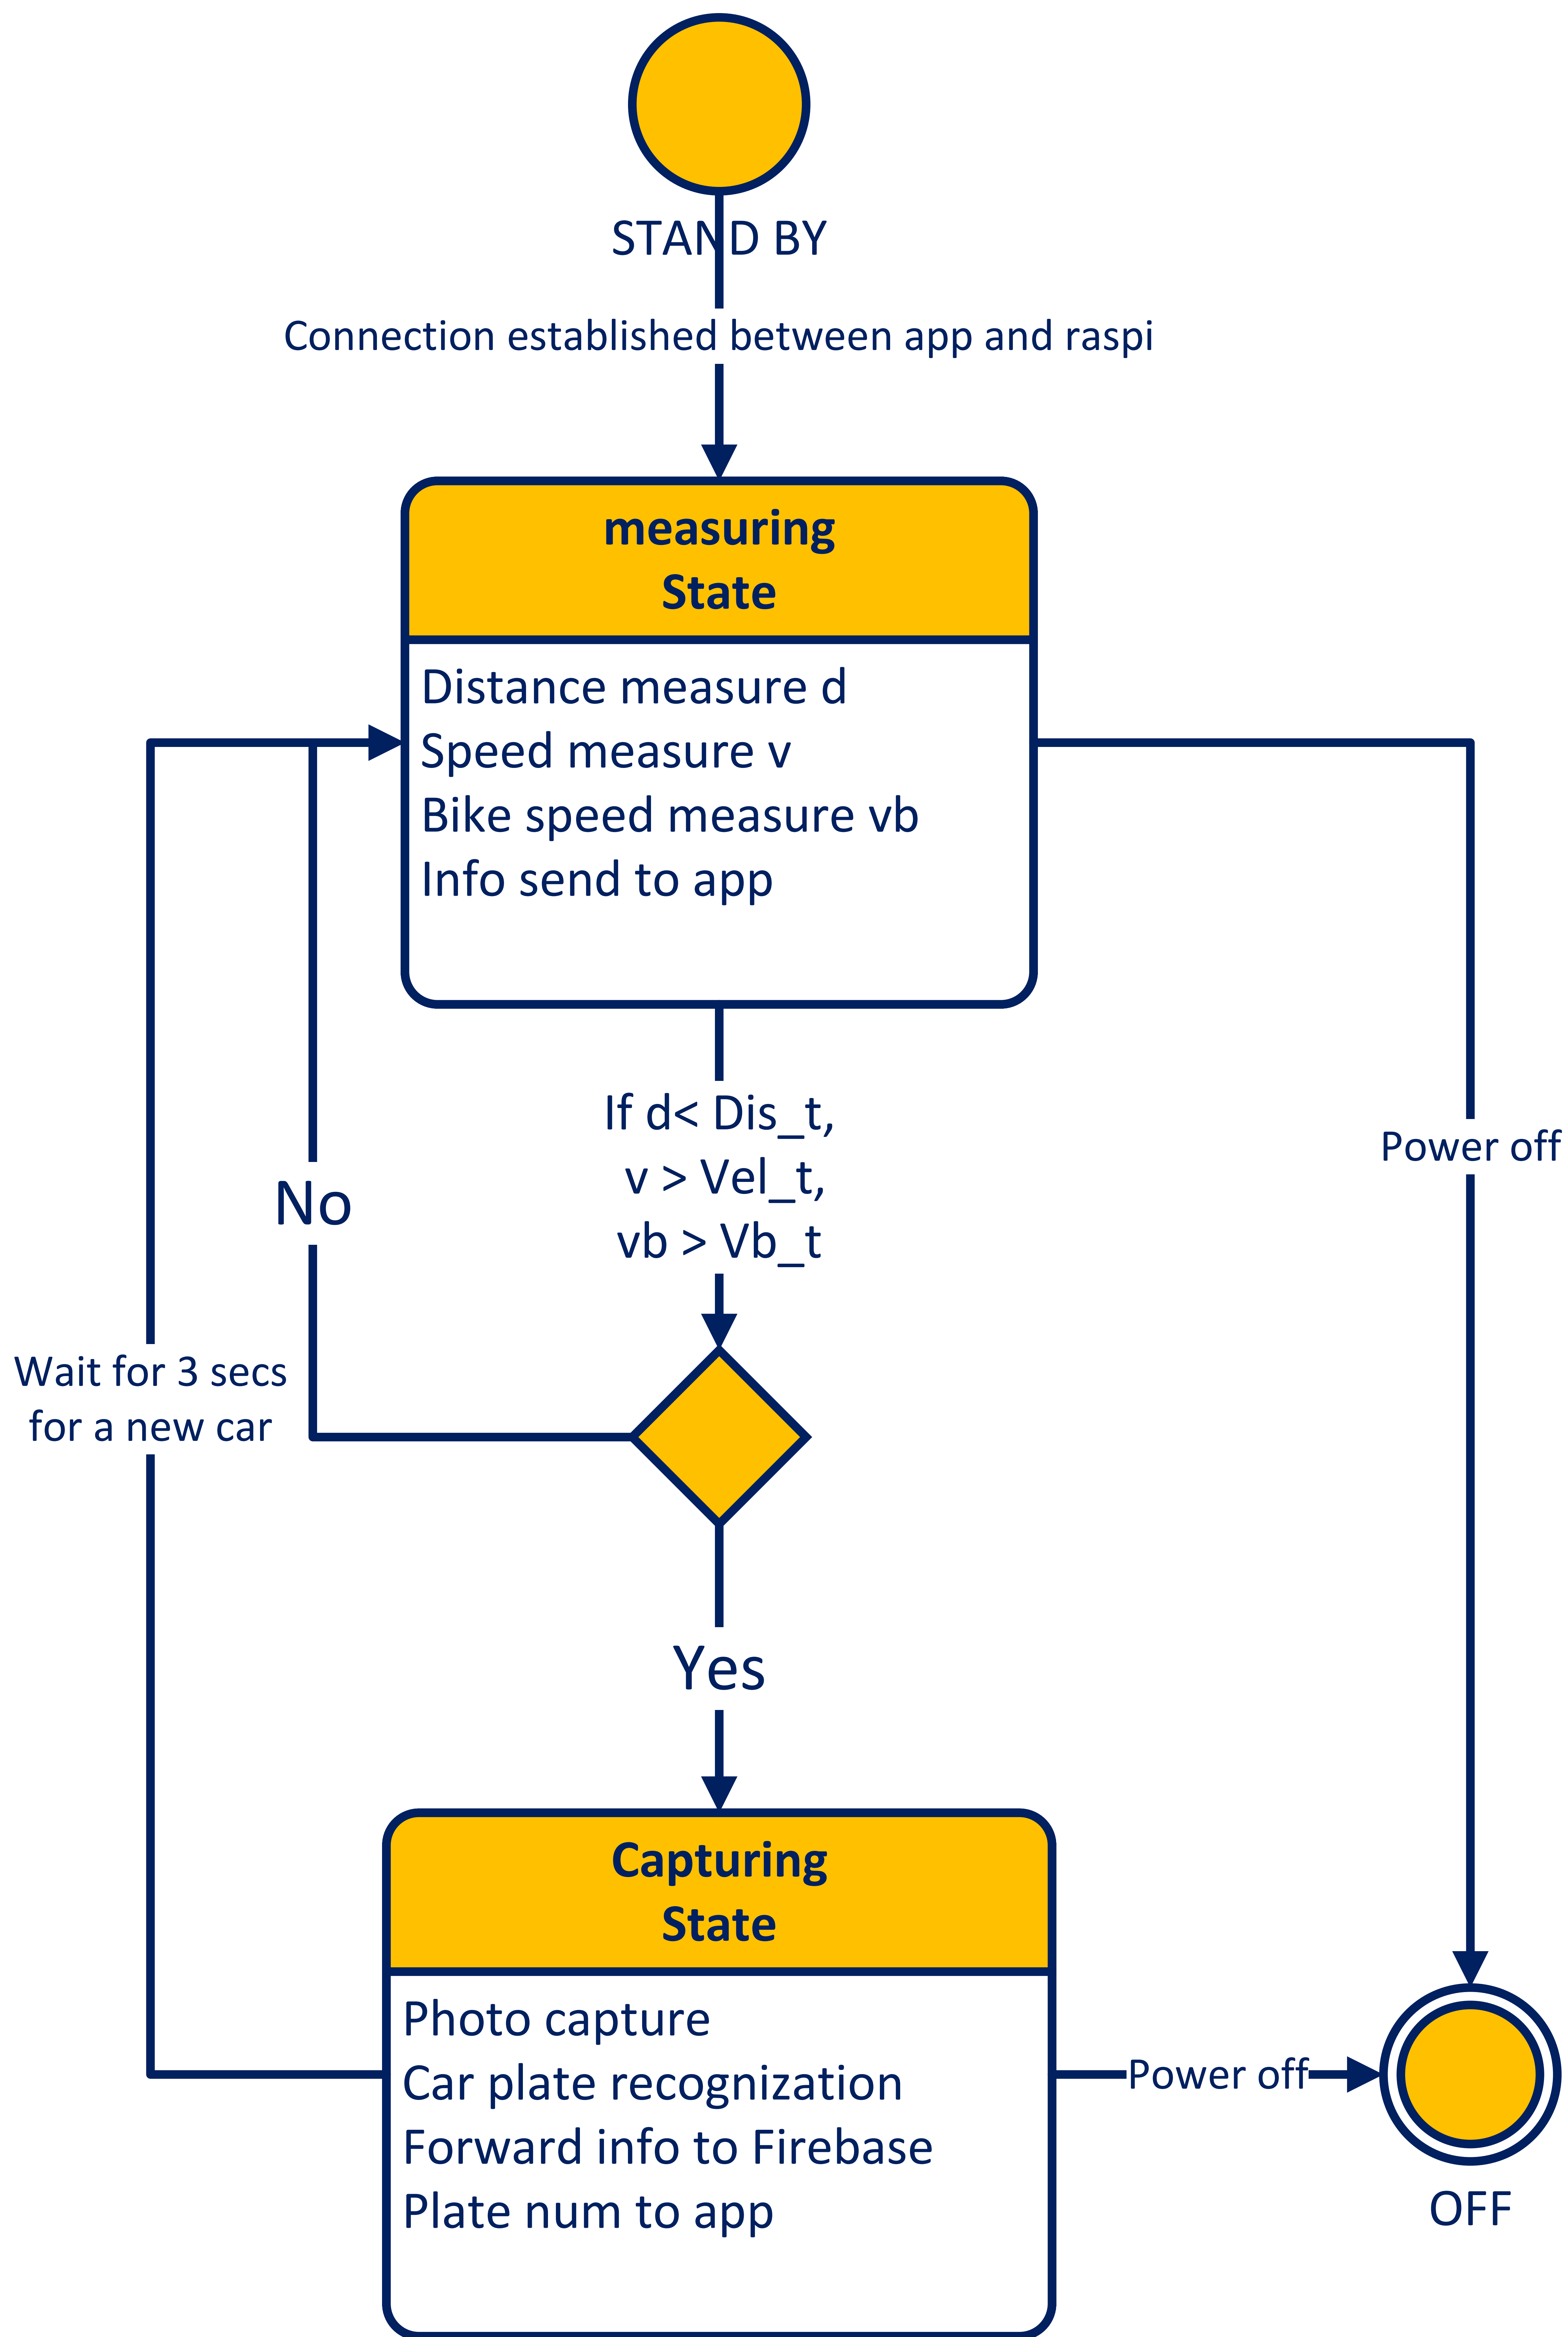 STAND BY
Connection established between app and raspi
measuring
State
Distance measure d
Speed measure v
Bike speed measure vb
Info send to app
If d< Dis_t,
v > Vel_t,
vb > Vb_t
Power off
No
Wait for 3 secs
for a new car
Yes
Capturing
State
Photo capture
Car plate recognization
Forward info to Firebase
Plate num to app
Power off
OFF